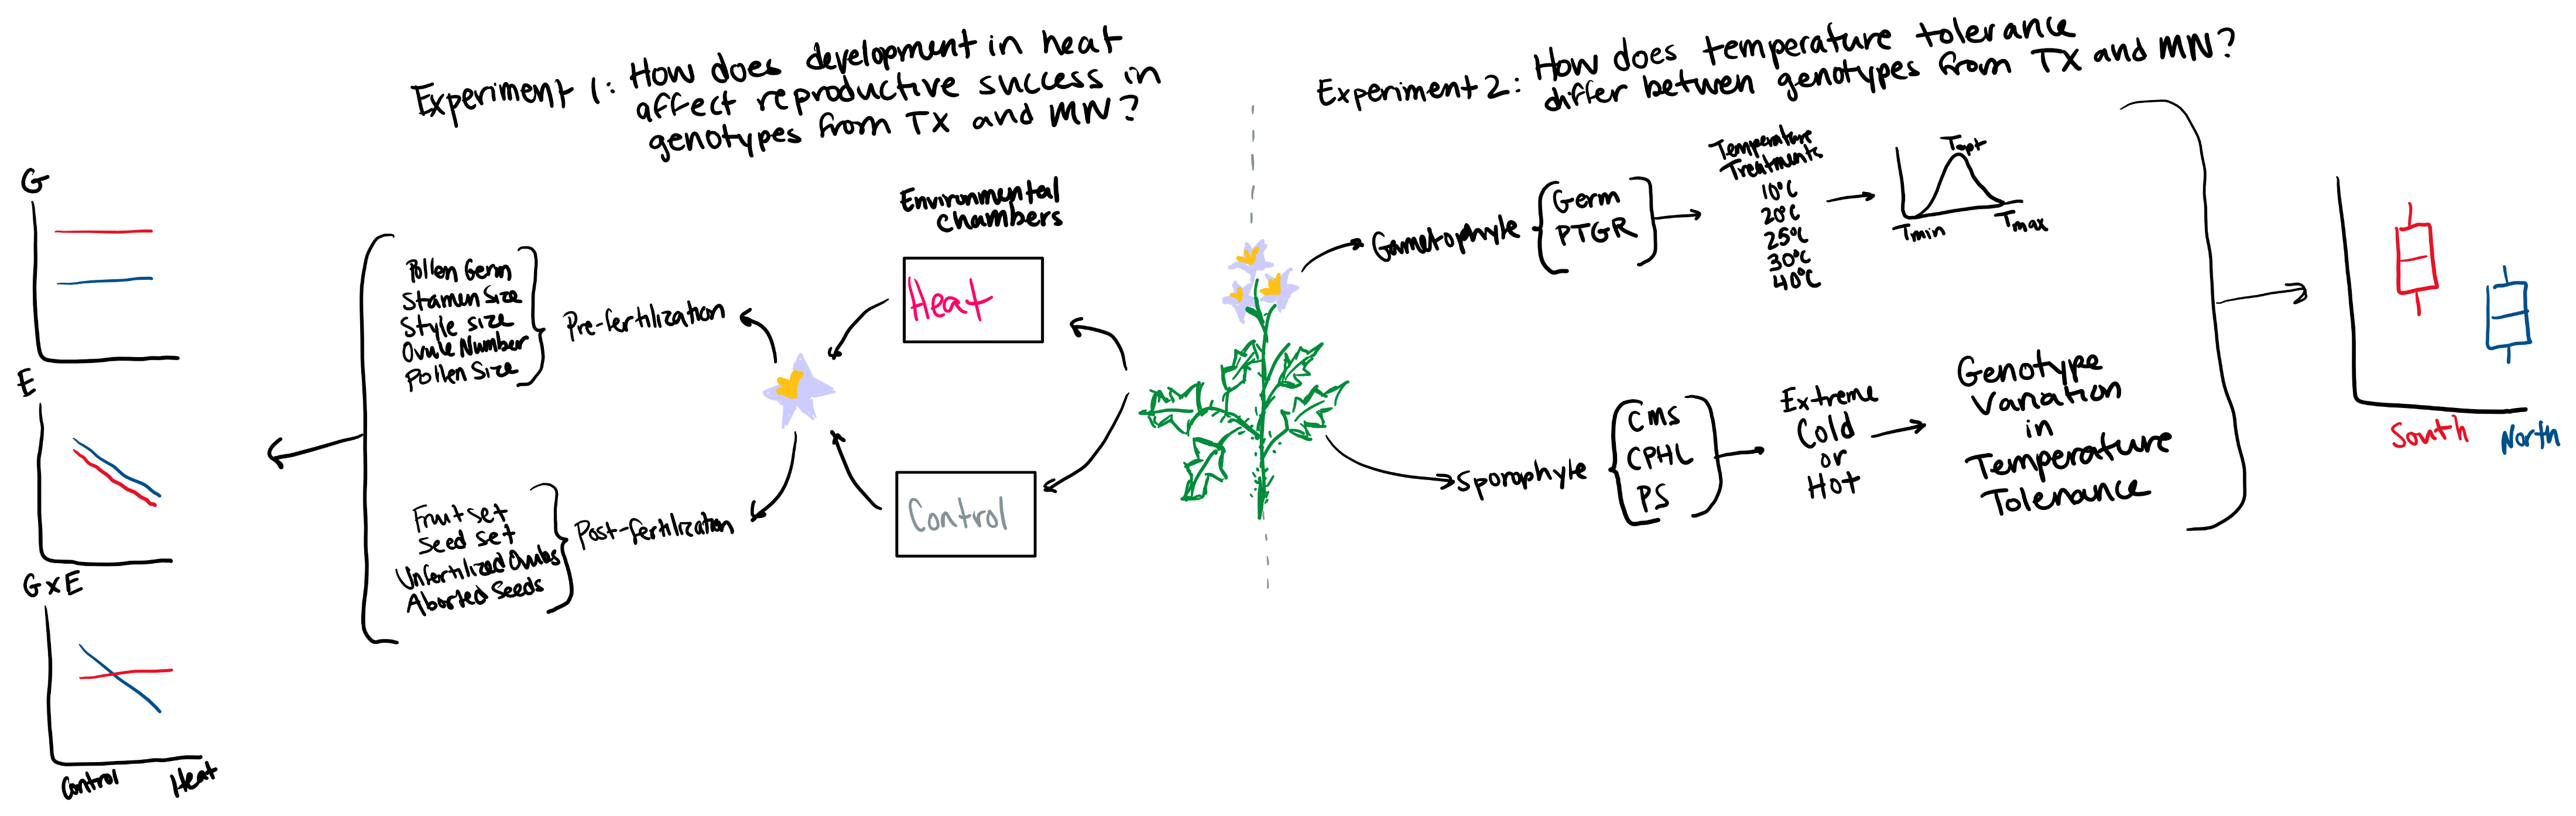 Experiment 1: How does development in heat
affect reproductive success in
genotypes from TX and MN?
G
E
GxE
Control
Heat
Pollen Germ
Stamen Size
Style size
Ovule Number
Pollen Size
Pre-fertilization
Fruit set
Seed set
Unfertilized Ovules
Aborted Seeds
Post-fertilization
Environmental
chambers
Heat
Control
Experiment 2: How does temperature tolerance
differ betwen genotypes from TX and MN?
Gametophyte
Germ
PTGR
Temperature
Treatments
10°C
20°C
25°C
30°C
40°C
Topt
Tmin
Tmax
Sporophyte
CMS
CPHL
PS
Extreme
Cold
or
Hot
Genotype
Variation
in
Temperature
Tolerance
South
North